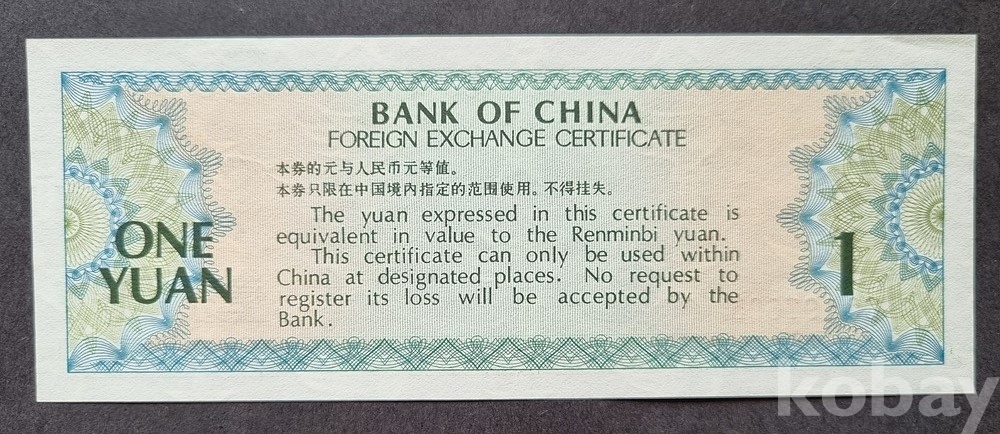 BANK OF CHINA
FOREIGN EXCHANGE CERTIFICATE
本券的元与人民币元等值。
本券只限在中国境内指定的范围使用。不得挂失。
The yuan expressed in this certificate is
equivalent in value to the Renminbi yuan.
This certificate can only be used within
China at designated places. No request to
register its loss will be accepted by the
Bank.
ONE
YUAN
1
kobay